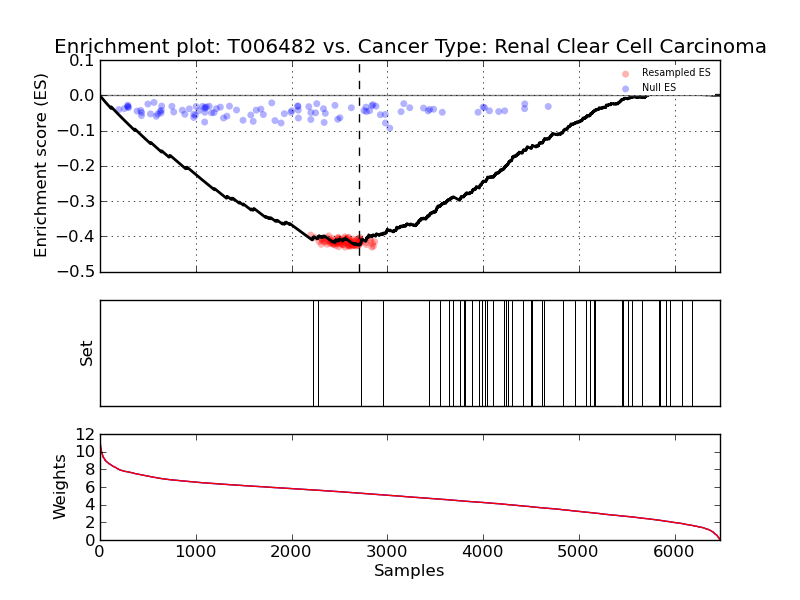 Enrichment plot: T006482 vs. Cancer Type: Renal Clear Cell Carcinoma
Enrichment score (ES)
0.1
0.0
−0.1
−0.2
−0.3
−0.4
−0.5
Resampled ES
Null ES
Set
Weights
12
10
8
6
4
2
0
0 1000 2000 3000 4000 5000 6000
Samples